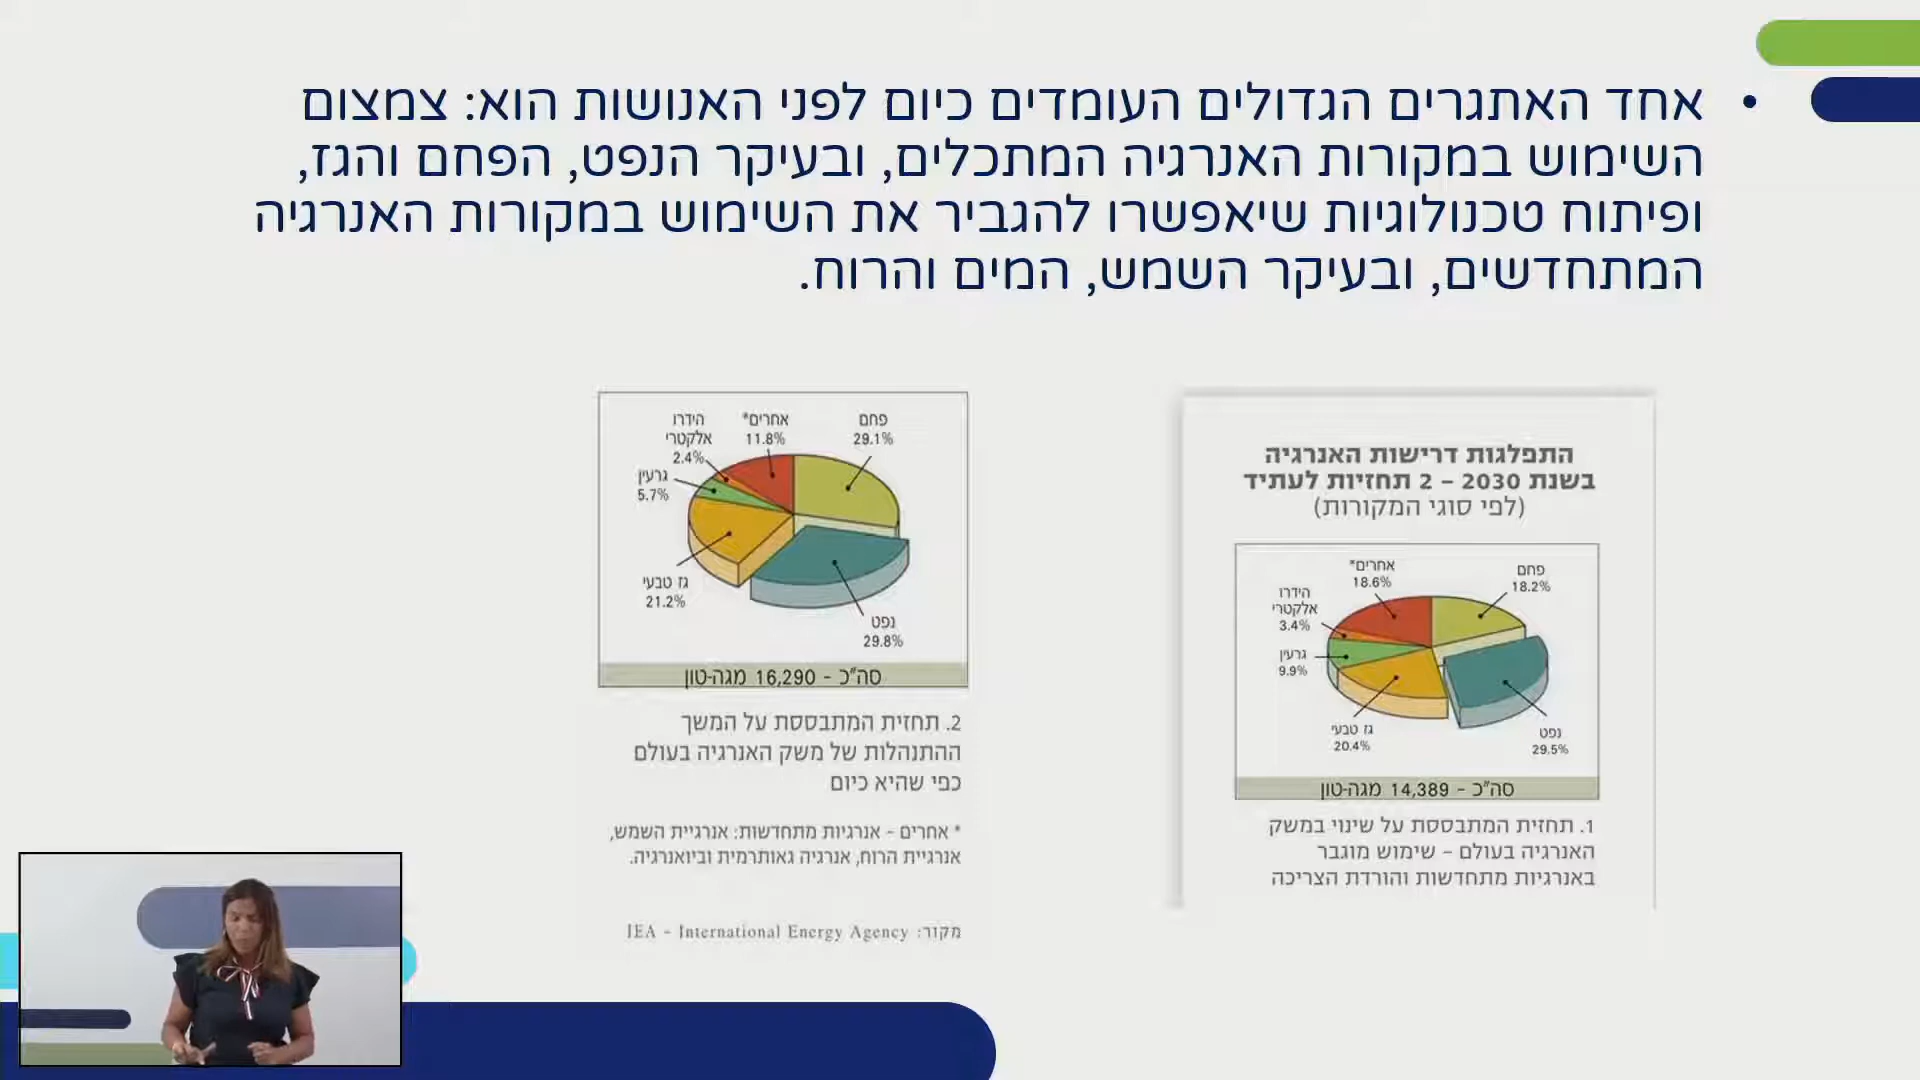 • אחד האתגרים הגדולים העומדים כיום לפני האנושות הוא: צמצום
השימוש במקורות האנרגיה המתכלים, ובעיקר הנפט, הפחם והגז,
ופיתוח טכנולוגיות שיאפשרו להגביר את השימוש במקורות האנרגיה
המתחדשים, ובעיקר השמש, המים והרוח.
התפלגות דרישות האנרגיה
בשנת 2030 – 2 תחזיות לעתיד
(לפי סוגי המקורות)
פחם
18.2%
אחרים*
18.6%
הידרו
אלקטרי
3.4%
גרעין
9.9%
גז טבעי
20.4%
נפט
29.5%
סה"כ - 14,389 מגה-טון
1. תחזית המתבססת על שינוי במשק
האנרגיה בעולם – שימוש מוגבר
באנרגיות מתחדשות והורדת הצריכה
פחם
29.1%
אחרים*
11.8%
הידרו
אלקטרי
2.4%
גרעין
5.7%
גז טבעי
21.2%
נפט
29.8%
סה"כ - 16,290 מגה-טון
2. תחזית המתבססת על המשך
ההתנהלות של משק האנרגיה בעולם
כפי שהיא כיום
* אחרים - אנרגיות מתחדשות: אנרגיית השמש,
אנרגיית הרוח, אנרגיה גאותרמית וביואנרגיה.
מקור: IEA - International Energy Agency